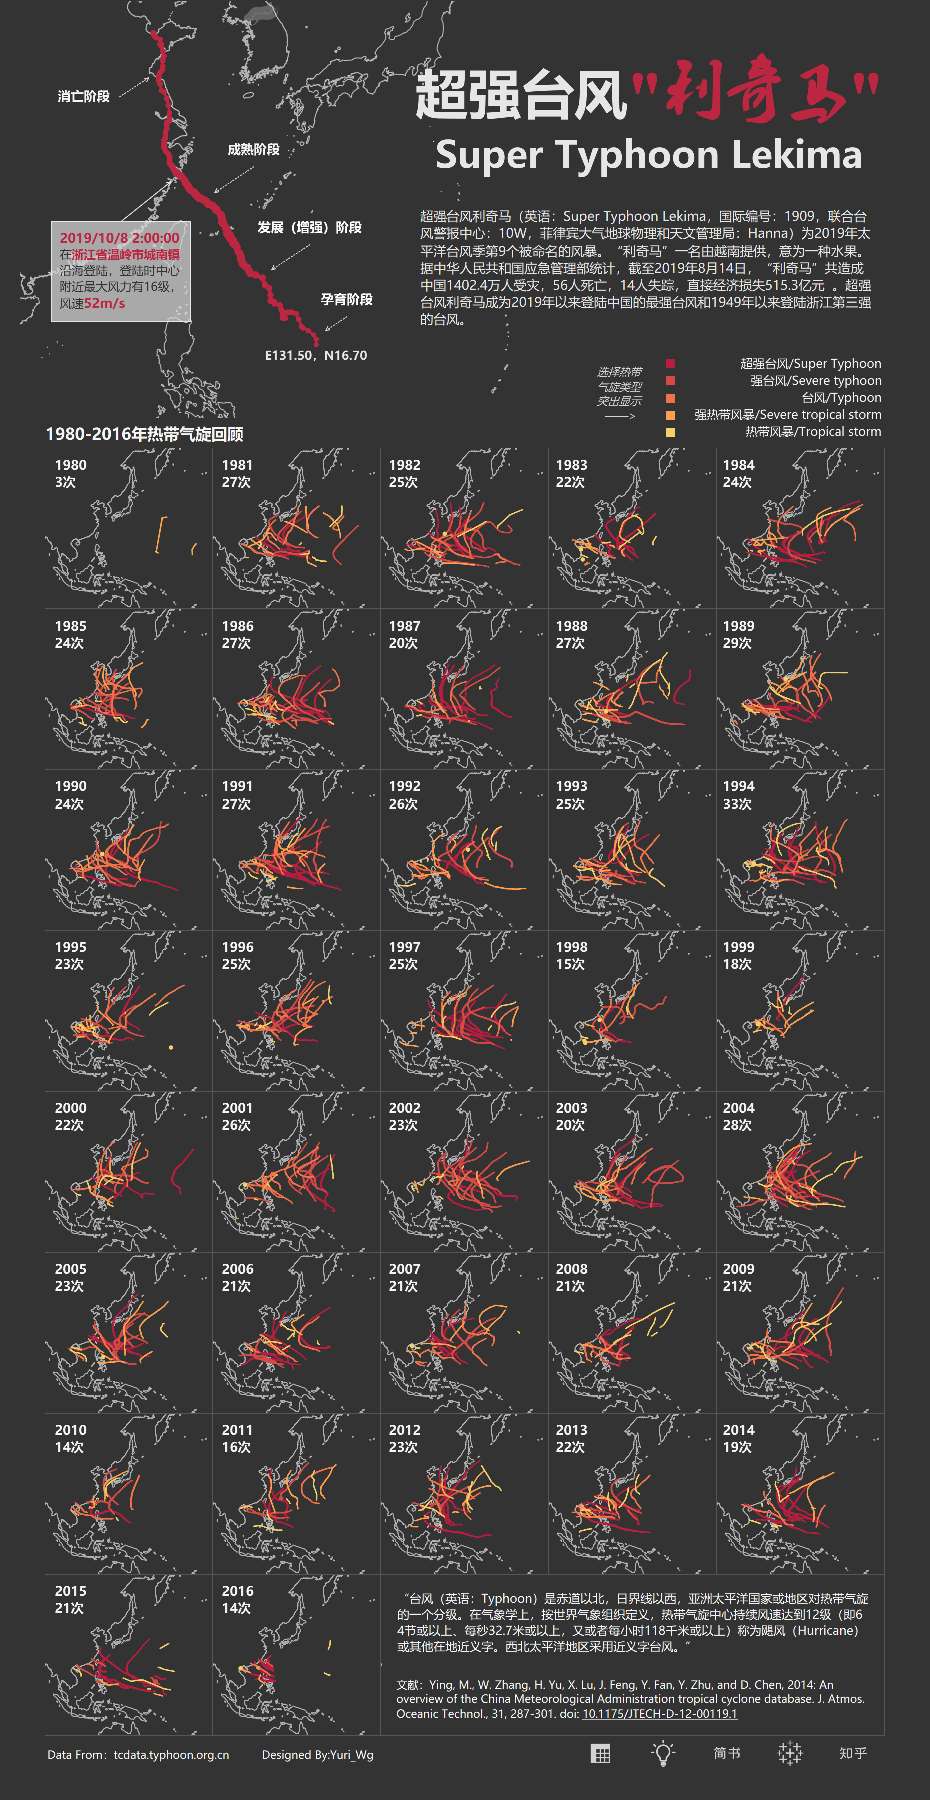 超强台风"利奇马"
Super Typhoon Lekima
消亡阶段
成熟阶段
发展（增强）阶段
孕育阶段
E131.50，N16.70
2019/10/8 2:00:00
在浙江省温岭市城南镇
沿海登陆，登陆时中心
附近最大风力有16级，
风速52m/s
超强台风利奇马（英语：Super Typhoon Lekima，国际编号：1909，联合台
风警报中心：10W，菲律宾大气地球物理和天文管理局：Hanna）为2019年太
平洋台风季第9个被命名的风暴。“利奇马”一名由越南提供，意为一种水果。
据中华人民共和国应急管理部统计，截至2019年8月14日，“利奇马”共造成
中国1402.4万人受灾，56人死亡，14人失踪，直接经济损失515.3亿元 。超强
台风利奇马成为2019年以来登陆中国的最强台风和1949年以来登陆浙江第三强
的台风。
选择热带
气旋类型
突出显示
——>
超强台风/Super Typhoon
强台风/Severe typhoon
台风/Typhoon
强热带风暴/Severe tropical storm
热带风暴/Tropical storm
1980-2016年热带气旋回顾
1980
3次
1981
27次
1982
25次
1983
22次
1984
24次
1985
24次
1986
27次
1987
20次
1988
27次
1989
29次
1990
24次
1991
27次
1992
26次
1993
25次
1994
33次
1995
23次
1996
25次
1997
25次
1998
15次
1999
18次
2000
22次
2001
26次
2002
23次
2003
20次
2004
28次
2005
23次
2006
21次
2007
21次
2008
21次
2009
21次
2010
14次
2011
16次
2012
23次
2013
22次
2014
19次
2015
21次
2016
14次
“台风（英语：Typhoon）是赤道以北，日界线以西，亚洲太平洋国家或地区对热带气旋
的一个分级。在气象学上，按世界气象组织定义，热带气旋中心持续风速达到12级（即6
4节或以上、每秒32.7米或以上，又或者每小时118千米或以上）称为飓风（Hurricane）
或其他在地近义字。西北太平洋地区采用近义字台风。”
文献：Ying, M., W. Zhang, H. Yu, X. Lu, J. Feng, Y. Fan, Y. Zhu, and D. Chen, 2014: An
overview of the China Meteorological Administration tropical cyclone database. J. Atmos.
Oceanic Technol., 31, 287-301. doi: 10.1175/JTECH-D-12-00119.1
Data From：tcdata.typhoon.org.cn
Designed By:Yuri_Wg
简书
知乎